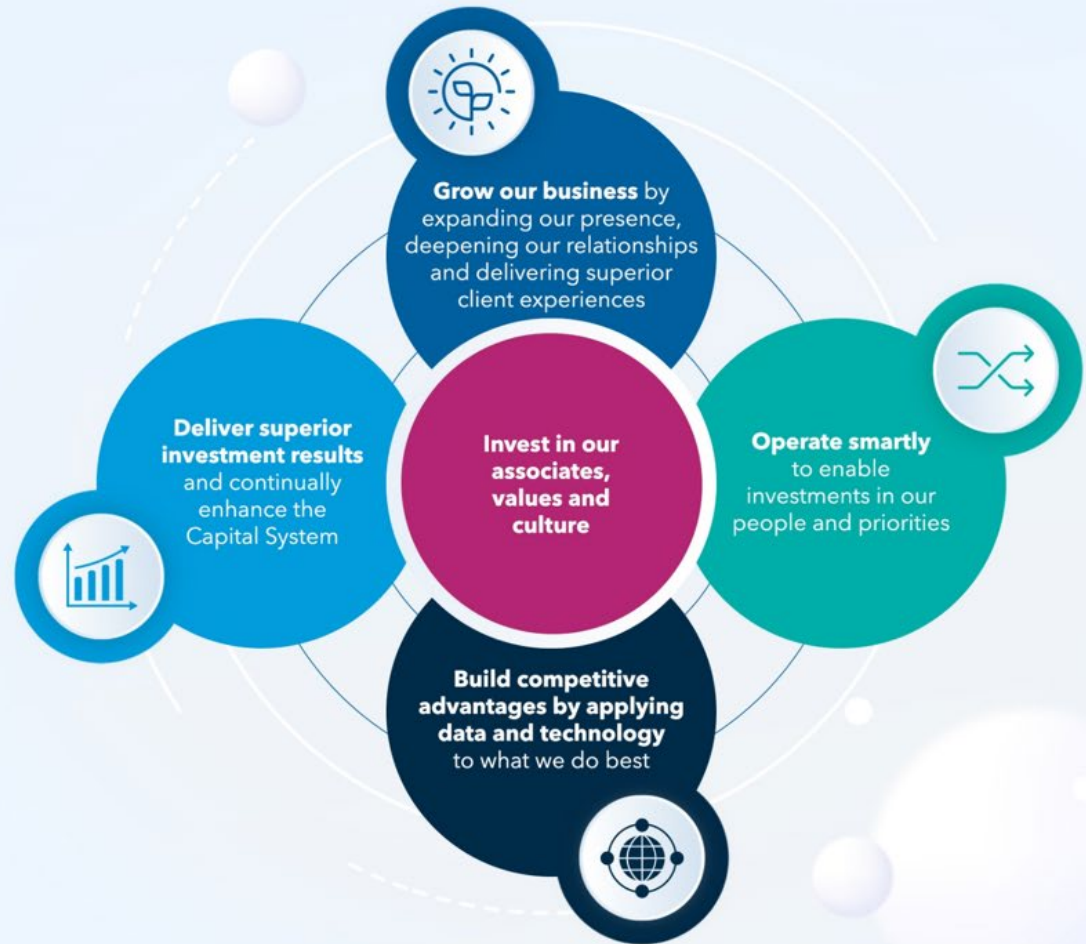 Grow our business by
expanding our presence,
deepening our relationships
and delivering superior
client experiences
Deliver superior
investment results
and continually
enhance the
Capital System
Invest in our
associates,
values and
culture
Operate smartly
to enable
investments in our
people and priorities
Build competitive
advantages by applying
data and technology
to what we do best